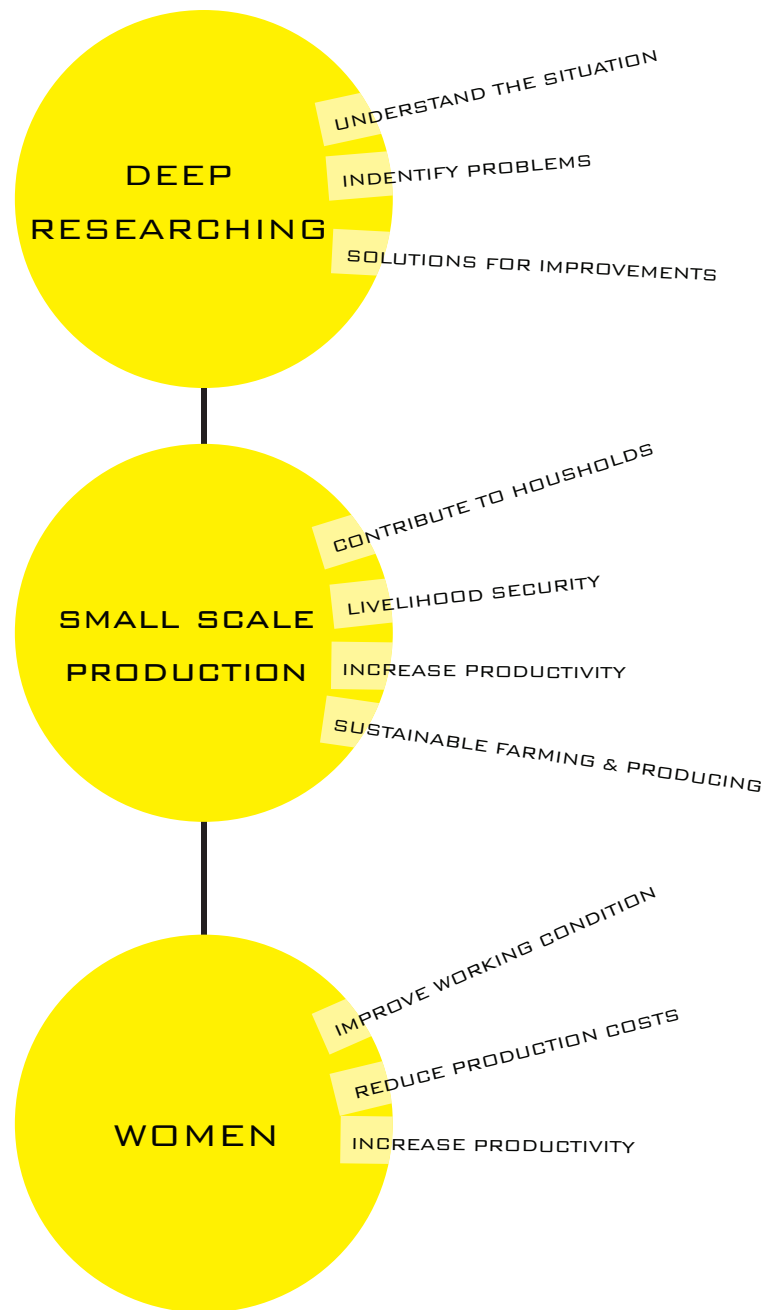 DEEP
RESEARCHING
UNDERSTAND THE SITUATION
INDENTIFY PROBLEMS
SOLUTIONS FOR IMPROVEMENTS
SMALL SCALE
PRODUCTION
CONTRIBUTE TO HOUSHOLDS
LIVELIHOOD SECURITY
INCREASE PRODUCTIVITY
SUSTAINABLE FARMING & PRODUCING
WOMEN
IMPROVE WORKING CONDITION
REDUCE PRODUCTION COSTS
INCREASE PRODUCTIVITY